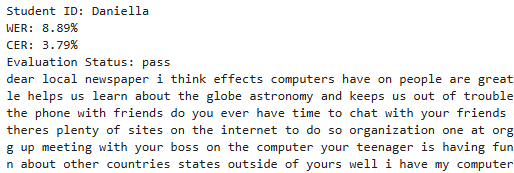 Student ID: Daniella
WER: 8.89%
CER: 3.79%
Evaluation Status: pass
dear local newspaper i think effects computers have on people are great
le helps us learn about the globe astronomy and keeps us out of trouble
the phone with friends do you ever have time to chat with your friends
theres plenty of sites on the internet to do so organization one at org
g up meeting with your boss on the computer your teenager is having fun
n about other countries states outside of yours well i have my computer